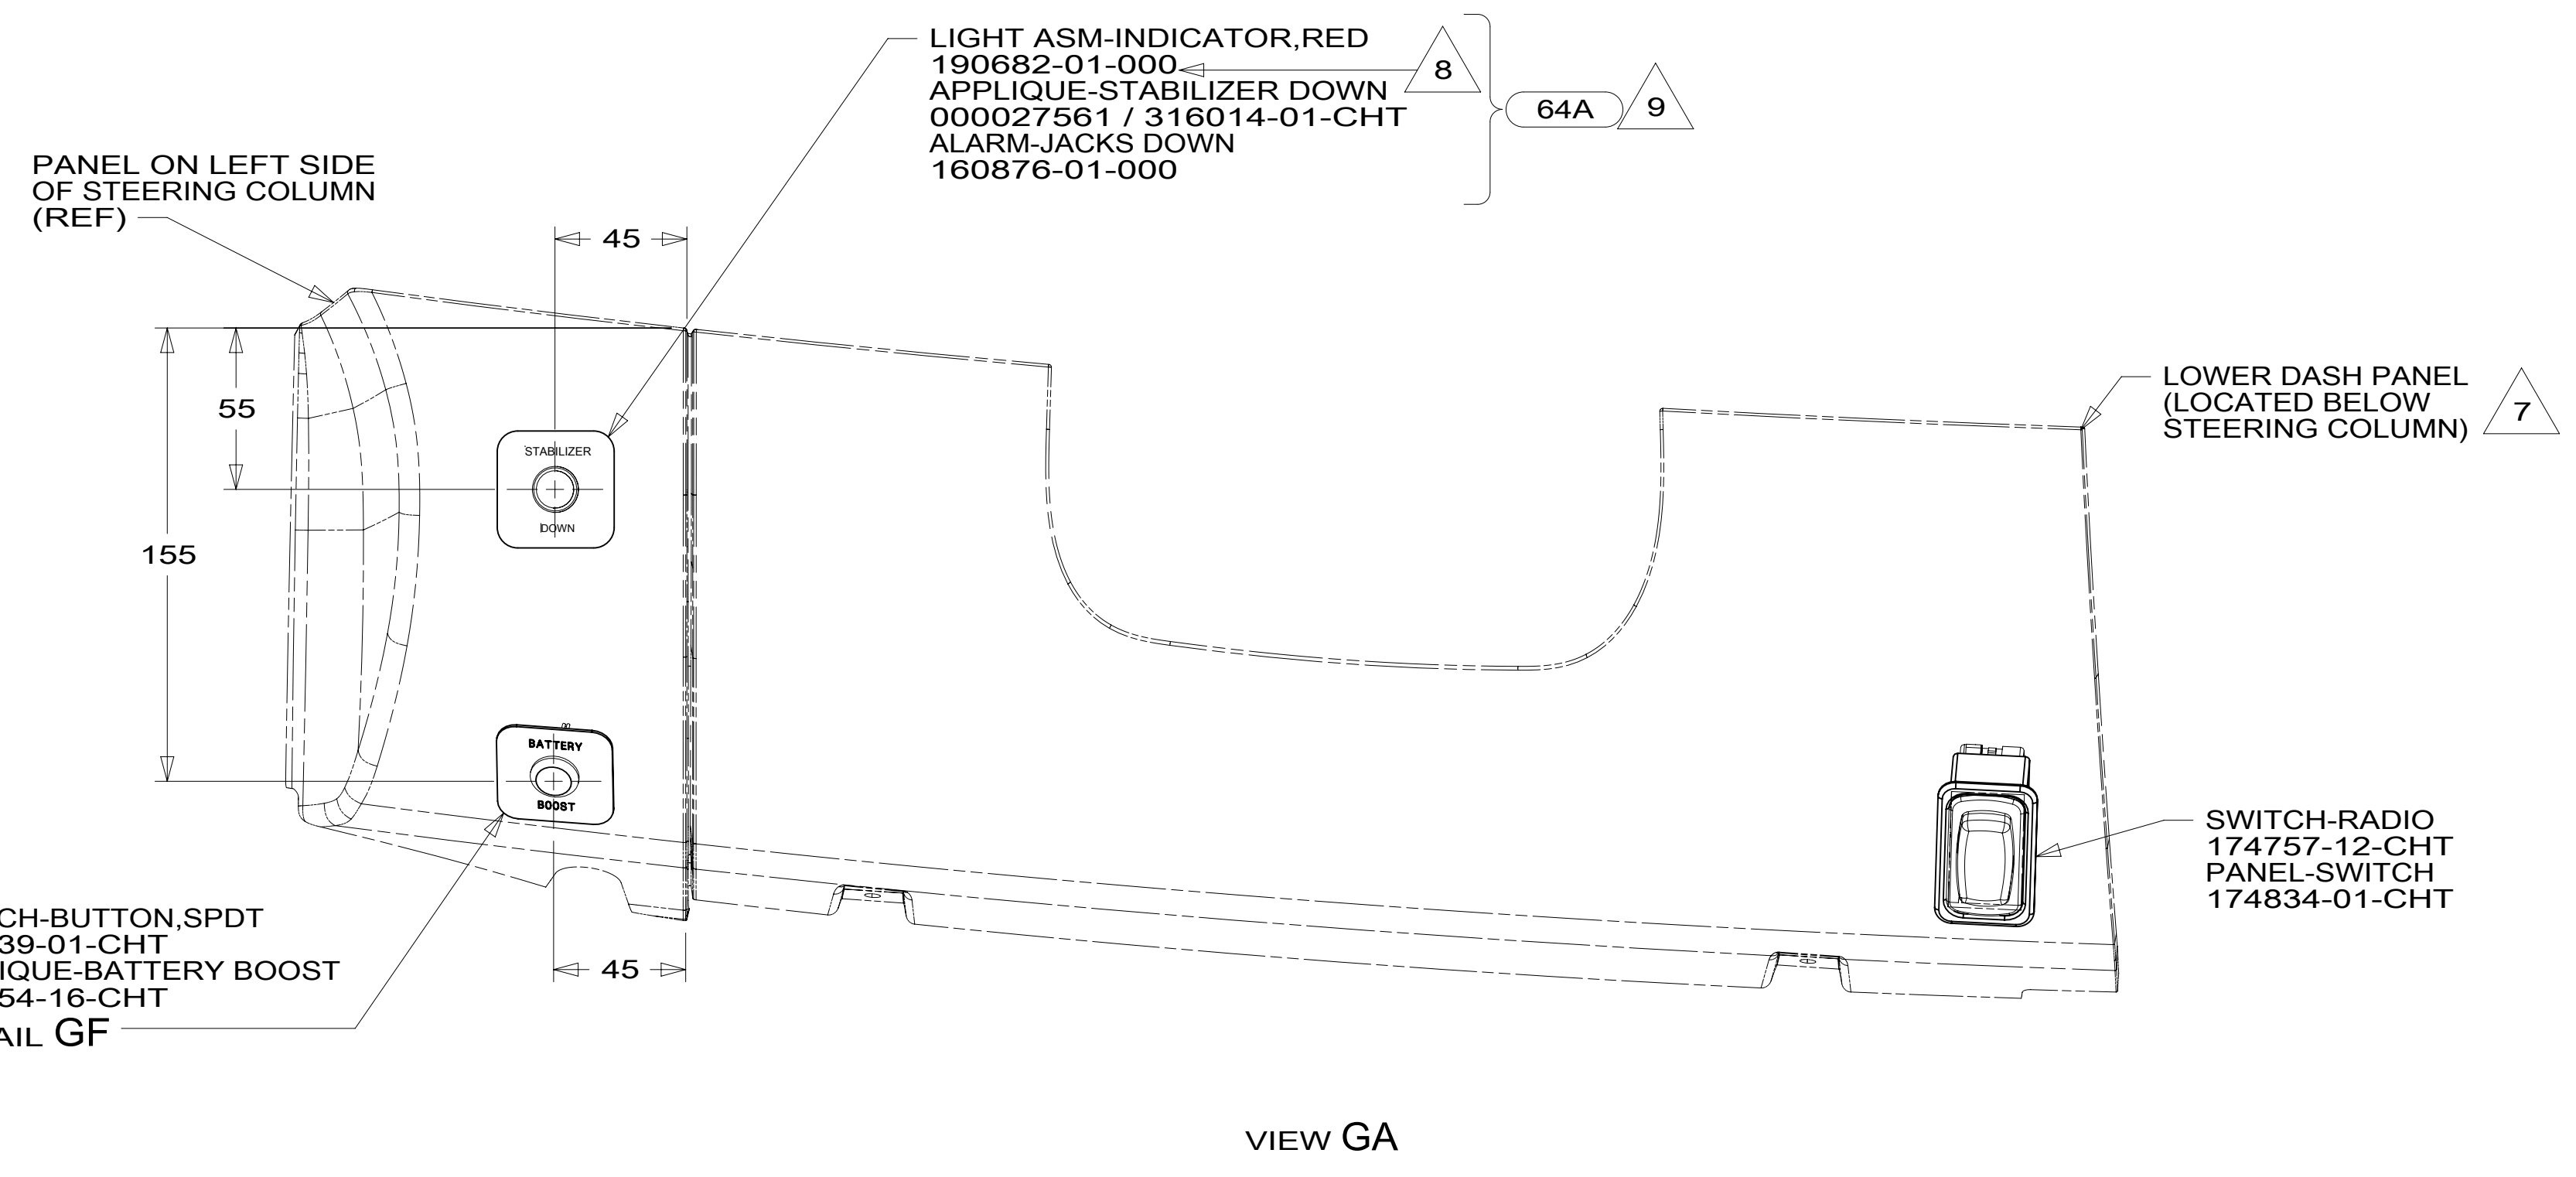 LIGHT ASM-INDICATOR,RED
190682-01-000
APPLIQUE-STABILIZER DOWN
000027561 / 316014-01-CHT
ALARM-JACKS DOWN
160876-01-000
8
64A
9
PANEL ON LEFT SIDE
OF STEERING COLUMN
(REF)
45
55
155
STABILIZER
DOWN
LOWER DASH PANEL
(LOCATED BELOW
STEERING COLUMN)
7
BATTERY
BOOST
SWITCH-RADIO
174757-12-CHT
PANEL-SWITCH
174834-01-CHT
CH-BUTTON,SPDT
39-01-CHT
IQUE-BATTERY BOOST
54-16-CHT
AIL GF
45
VIEW GA